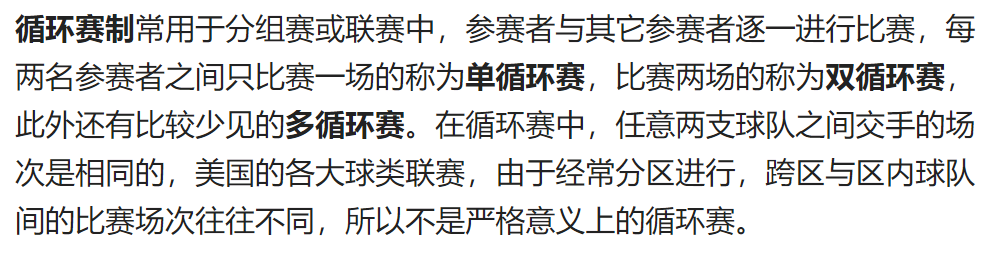 循环赛制常用于分组赛或联赛中，参赛者与其它参赛者逐一进行比赛，每
两名参赛者之间只比赛一场的称为单循环赛，比赛两场的称为双循环赛，
此外还有比较少见的多循环赛。在循环赛中，任意两支球队之间交手的场
次是相同的，美国的各大球类联赛，由于经常分区进行，跨区与区内球队
间的比赛场次往往不同，所以不是严格意义上的循环赛。